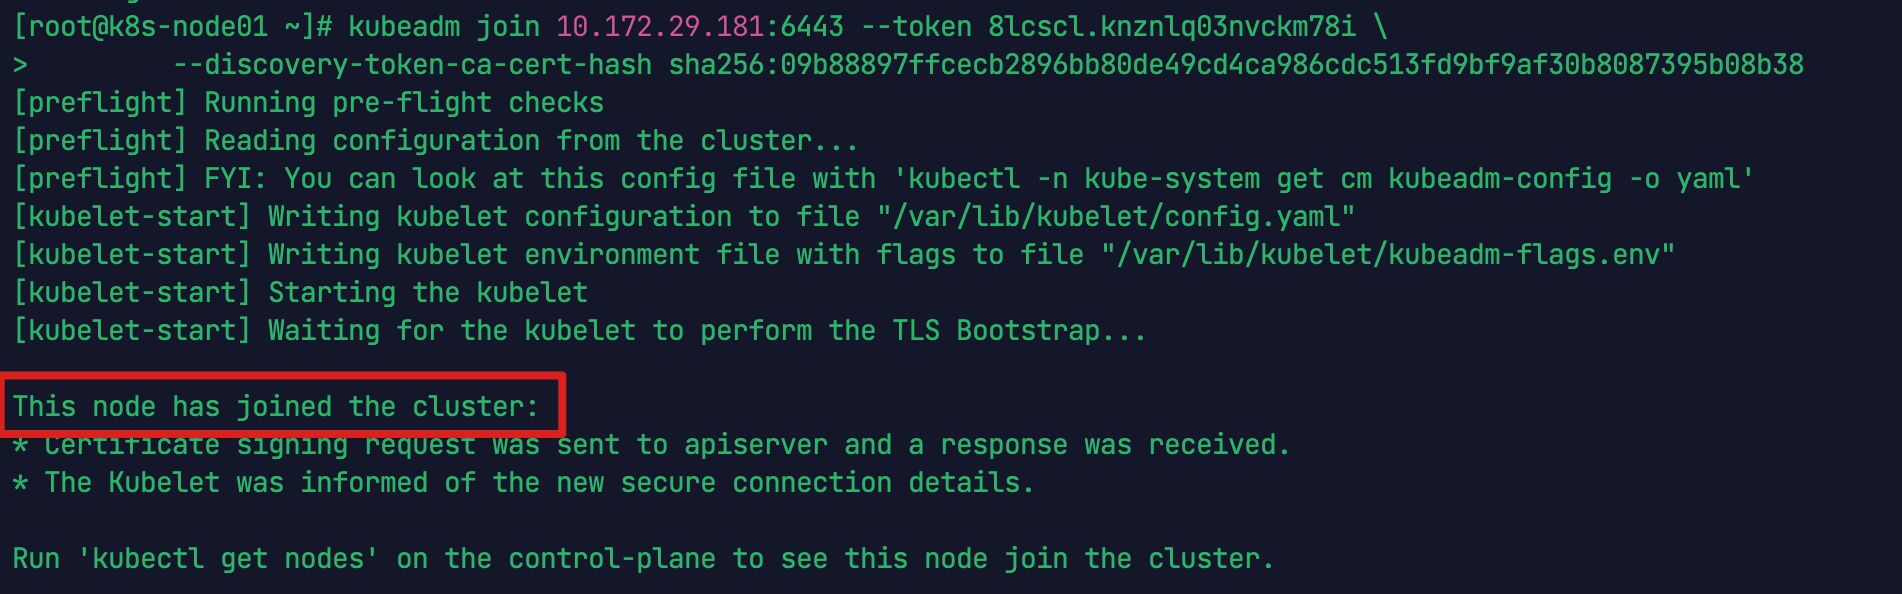 [root@k8s-node01 ~]# kubeadm join 10.172.29.181:6443 --token 8lcscl.knznlq03nvckm78i \
>         --discovery-token-ca-cert-hash sha256:09b88897ffcecb2896bb80de49cd4ca986cdc513fd9bf9af30b8087395b08b38
[preflight] Running pre-flight checks
[preflight] Reading configuration from the cluster...
[preflight] FYI: You can look at this config file with 'kubectl -n kube-system get cm kubeadm-config -o yaml'
[kubelet-start] Writing kubelet configuration to file "/var/lib/kubelet/config.yaml"
[kubelet-start] Writing kubelet environment file with flags to file "/var/lib/kubelet/kubeadm-flags.env"
[kubelet-start] Starting the kubelet
[kubelet-start] Waiting for the kubelet to perform the TLS Bootstrap...
This node has joined the cluster:
* Certificate signing request was sent to apiserver and a response was received.
* The Kubelet was informed of the new secure connection details.
Run 'kubectl get nodes' on the control-plane to see this node join the cluster.